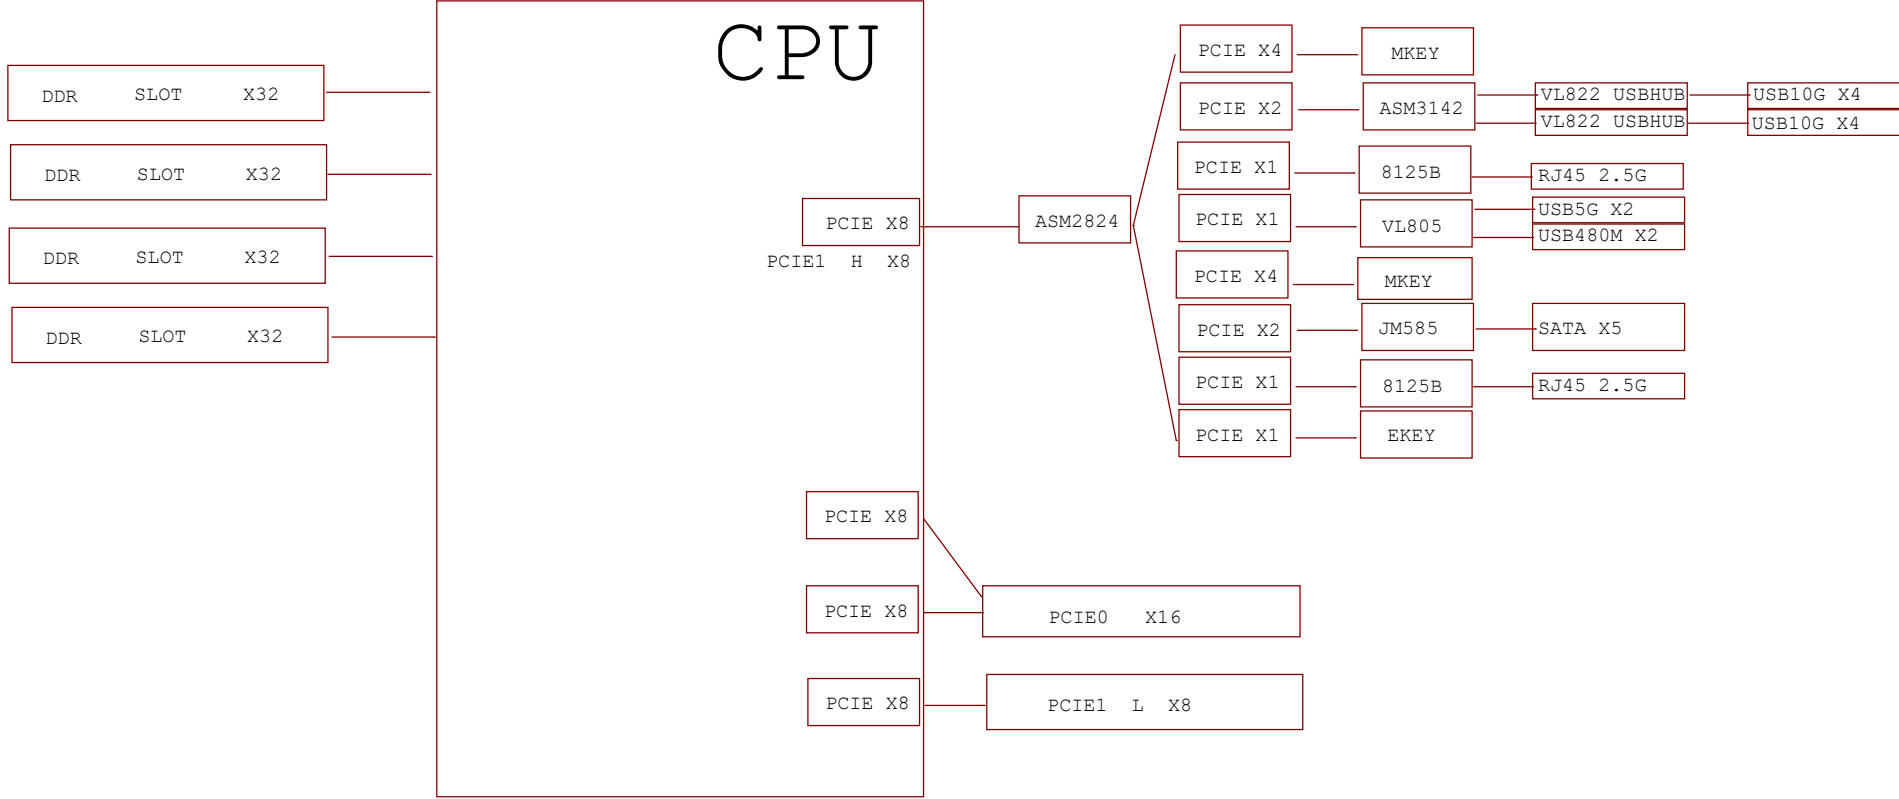 CPU
DDR SLOT X32
DDR SLOT X32
DDR SLOT X32
DDR SLOT X32
PCIE X8
PCIE1 H X8
ASM2824
PCIE X4 MKEY
PCIE X2 ASM3142
VL822 USBHUB USB10G X4
VL822 USBHUB USB10G X4
PCIE X1 8125B RJ45 2.5G
PCIE X1 VL805
USB5G X2
USB480M X2
PCIE X4 MKEY
PCIE X2 JM585 SATA X5
PCIE X1 8125B RJ45 2.5G
PCIE X1 EKEY
PCIE X8
PCIE X8
PCIE0 X16
PCIE X8
PCIE1 L X8